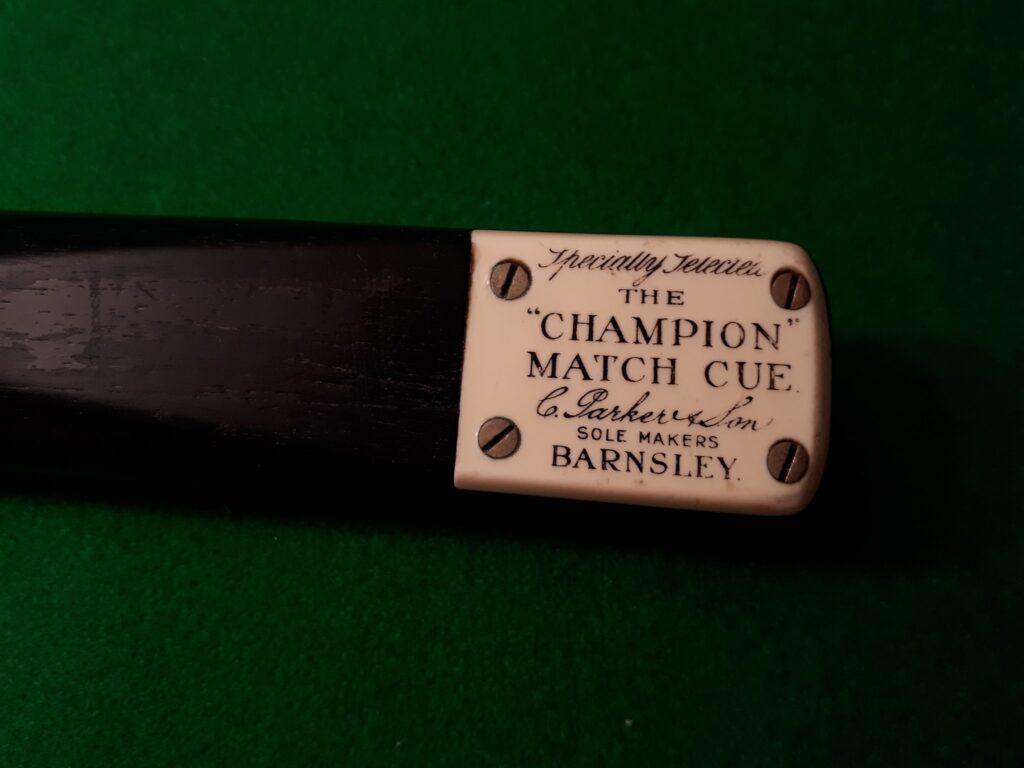 Specially Selected
THE
"CHAMPION"
MATCH CUE.
C. Parker & Son
SOLE MAKERS
BARNSLEY.